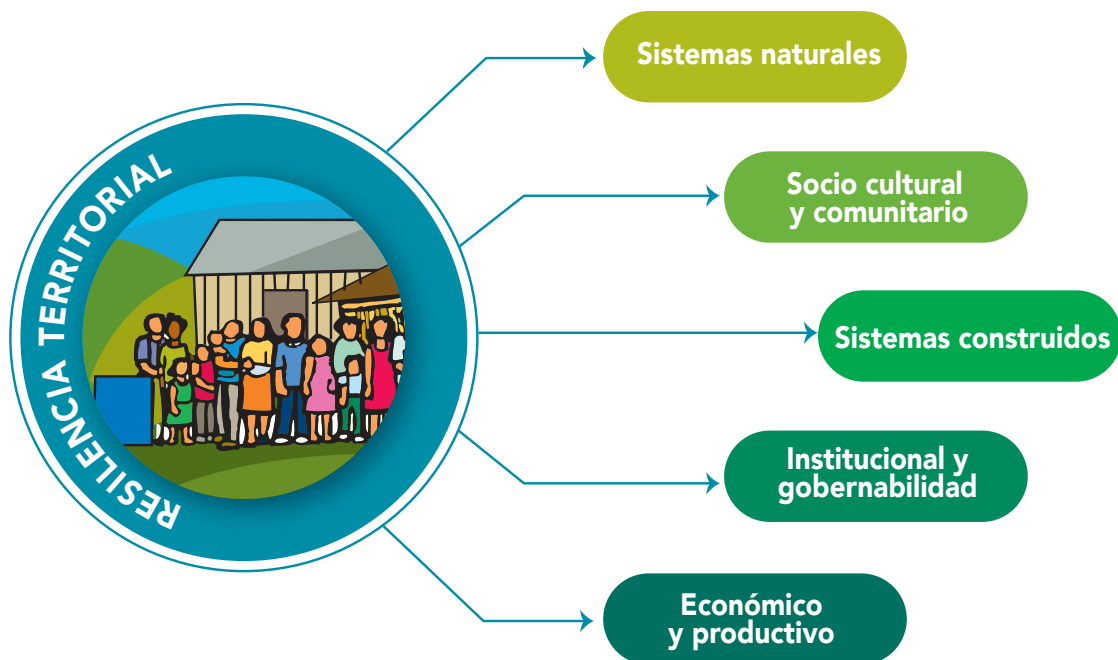 RESILENCIA TERRITORIAL
Sistemas naturales
Socio cultural
y comunitario
Sistemas construidos
Institucional y
gobernabilidad
Económico
y productivo